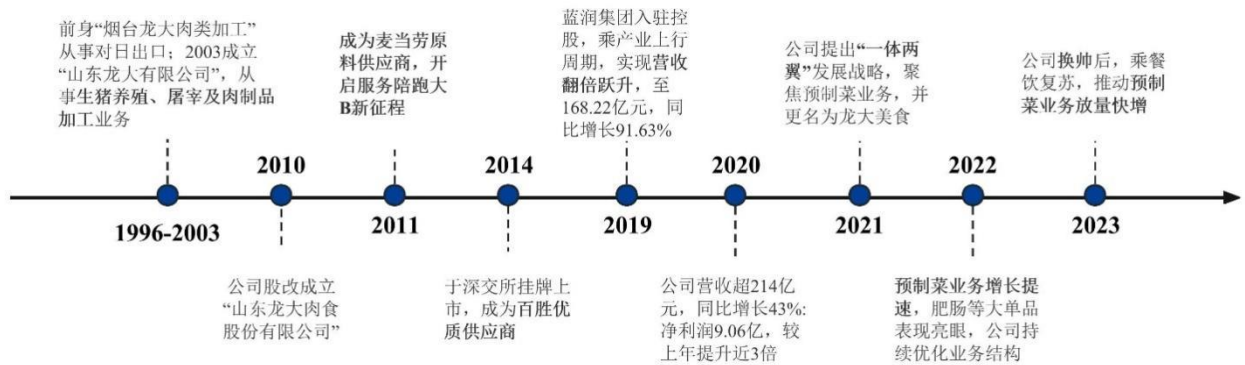 前身“烟台龙大肉类加工”
从事对日出口；2003成立
“山东龙大有限公司”，从
事生猪养殖、屠宰及肉制品
加工业务
1996-2003
2010
公司股改成立
“山东龙大肉食
股份有限公司”
成为麦当劳原
料供应商，开
启服务陪跑大
B新征程
2011
2014
于深交所挂牌上
市，成为百胜优
质供应商
蓝润集团入驻控
股，乘产业上行
周期，实现营收
翻倍跃升，至
168.22亿元，同
比增长91.63%
2019
2020
公司营收超214亿
元，同比增长43%:
净利润9.06亿，较
上年提升近3倍
公司提出“一体两
翼”发展战略，聚
焦预制菜业务，并
更名为龙大美食
2021
2022
预制菜业务增长提
速，肥肠等大单品
表现亮眼，公司持
续优化业务结构
公司换帅后，乘餐
饮复苏，推动预制
菜业务放量快增
2023